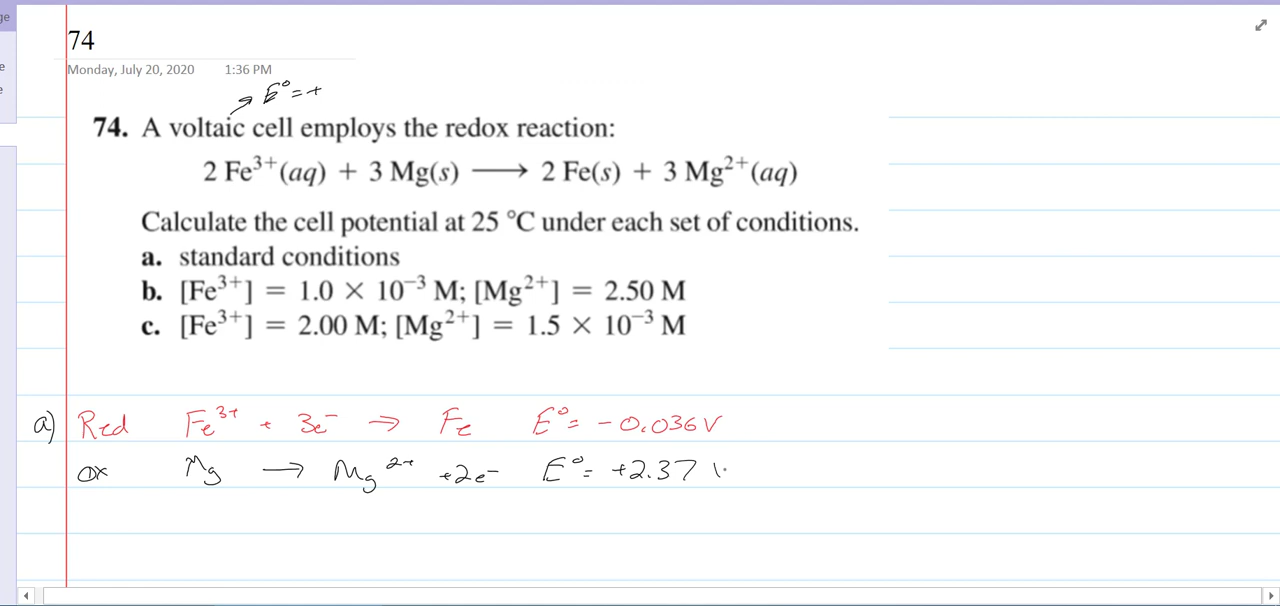 ge
74
Monday, July 20, 2020 1:36 PM
e
→ E° = +
e
74. A voltaic cell employs the redox reaction:
2 Fe³⁺(aq) + 3 Mg(s) ⟶ 2 Fe(s) + 3 Mg²⁺(aq)
Calculate the cell potential at 25 °C under each set of conditions.
a. standard conditions
b. [Fe³⁺] = 1.0 × 10⁻³ M; [Mg²⁺] = 2.50 M
c. [Fe³⁺] = 2.00 M; [Mg²⁺] = 1.5 × 10⁻³ M
a) Red Fe³⁺ + 3e⁻ → Fe E° = -0.036V
OX Mg → Mg²⁺ +2e⁻ E° = +2.37